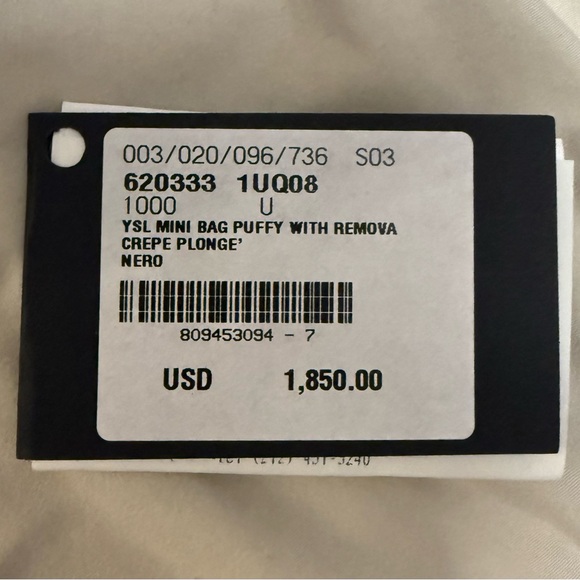 003/020/096/736 S03
620333 1UQ08
1000 U
YSL MINI BAG PUFFY WITH REMOVA
CREPE PLONGE'
NERO
809453094 - 7
USD 1,850.00